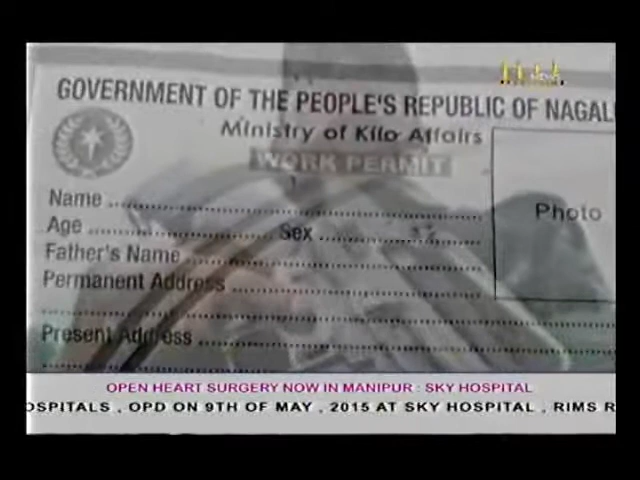 GOVERNMENT OF THE PEOPLE'S REPUBLIC OF NAGAL
Ministry of Kilo Affairs
WORK PERMIT
Name
Photo
Age Sex
Father's Name
Permanent Address
Present Address
OPEN HEART SURGERY NOW IN MANIPUR : SKY HOSPITAL
OSPITALS , OPD ON 9TH OF MAY , 2015 AT SKY HOSPITAL , RIMS R